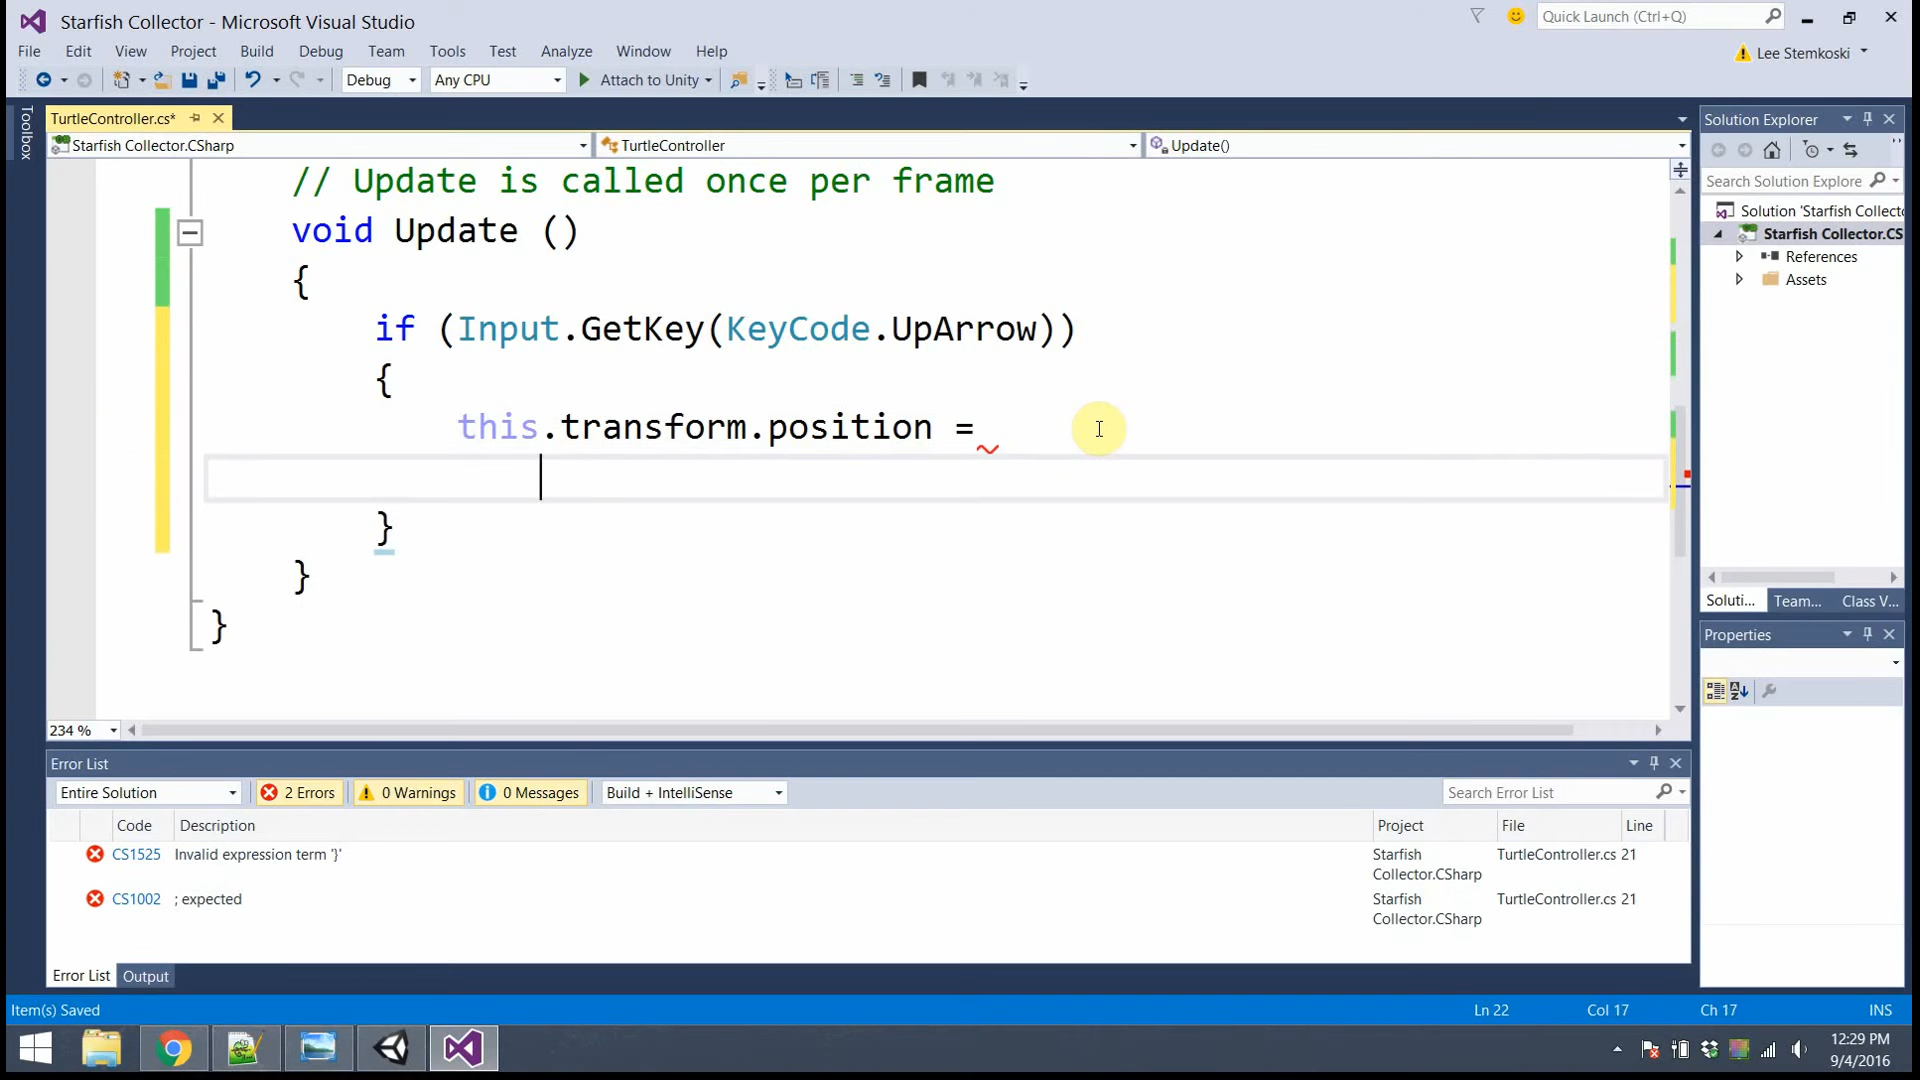 Starfish Collector - Microsoft Visual Studio
Quick Launch (Ctrl+Q)
File Edit View Project Build Debug Team Tools Test Analyze Window Help
Lee Stemkoski
Debug Any CPU Attach to Unity
Toolbox
TurtleController.cs*
Solution Explorer
Starfish Collector.CSharp TurtleController Update()
// Update is called once per frame
void Update ()
{
if (Input.GetKey(KeyCode.UpArrow))
{
this.transform.position =
}
}
}
Search Solution Explore
Solution 'Starfish Collecto
Starfish Collector.CS
References
Assets
Soluti... Team... Class V...
Properties
234 %
Error List
Entire Solution 2 Errors 0 Warnings 0 Messages Build + IntelliSense Search Error List
Code Description Project File Line
CS1525 Invalid expression term '}' Starfish Collector.CSharp TurtleController.cs 21
CS1002 ; expected Starfish Collector.CSharp TurtleController.cs 21
Error List Output
Item(s) Saved Ln 22 Col 17 Ch 17 INS
12:29 PM
9/4/2016